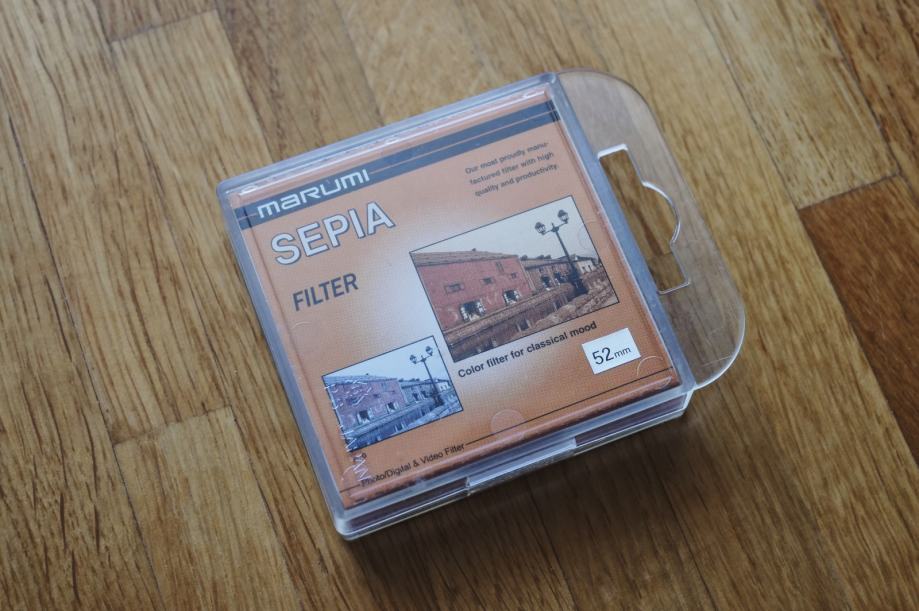 marumi
Our most proudly manu-
factured filter with high
quality and productivity
SEPIA
FILTER
Color filter for classical mood
52mm
Photo/Digital & Video Filter